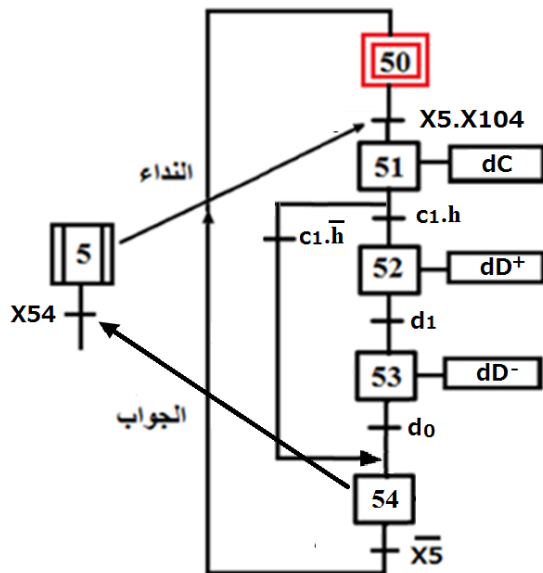 50
X5.X104
51
dC
النداء
c1.h
c1.h̅
5
52
dD⁺
X54
d1
53
dD-
الجواب
d₀
54
X̅5̅